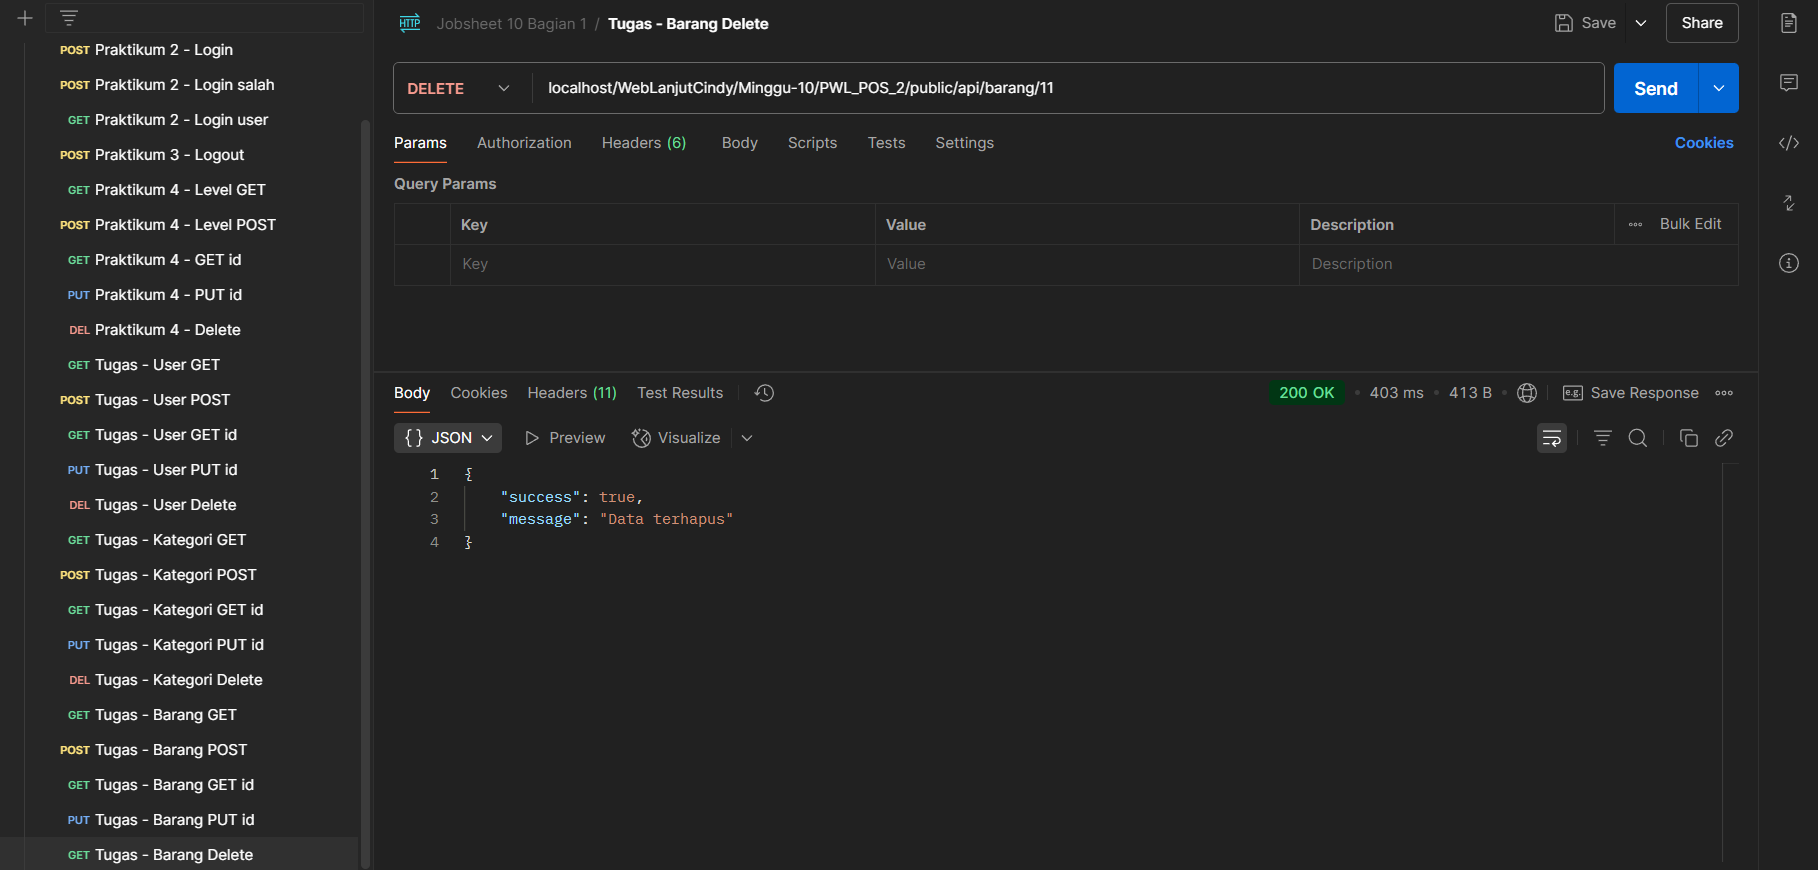 POST Praktikum 2 - Login
POST Praktikum 2 - Login salah
GET Praktikum 2 - Login user
POST Praktikum 3 - Logout
GET Praktikum 4 - Level GET
POST Praktikum 4 - Level POST
GET Praktikum 4 - GET id
PUT Praktikum 4 - PUT id
DEL Praktikum 4 - Delete
GET Tugas - User GET
POST Tugas - User POST
GET Tugas - User GET id
PUT Tugas - User PUT id
DEL Tugas - User Delete
GET Tugas - Kategori GET
POST Tugas - Kategori POST
GET Tugas - Kategori GET id
PUT Tugas - Kategori PUT id
DEL Tugas - Kategori Delete
GET Tugas - Barang GET
POST Tugas - Barang POST
GET Tugas - Barang GET id
PUT Tugas - Barang PUT id
GET Tugas - Barang Delete
HTTP Jobsheet 10 Bagian 1 / Tugas - Barang Delete
Save Share
DELETE localhost/WebLanjutCindy/Minggu-10/PWL_POS_2/public/api/barang/11 Send
Params Authorization Headers (6) Body Scripts Tests Settings Cookies
Query Params
Key Value Description Bulk Edit
Key Value Description
Body Cookies Headers (11) Test Results 200 OK • 403 ms • 413 B • e.g. Save Response
{} JSON Preview Visualize
1 {
2 "success": true,
3 "message": "Data terhapus"
4 }